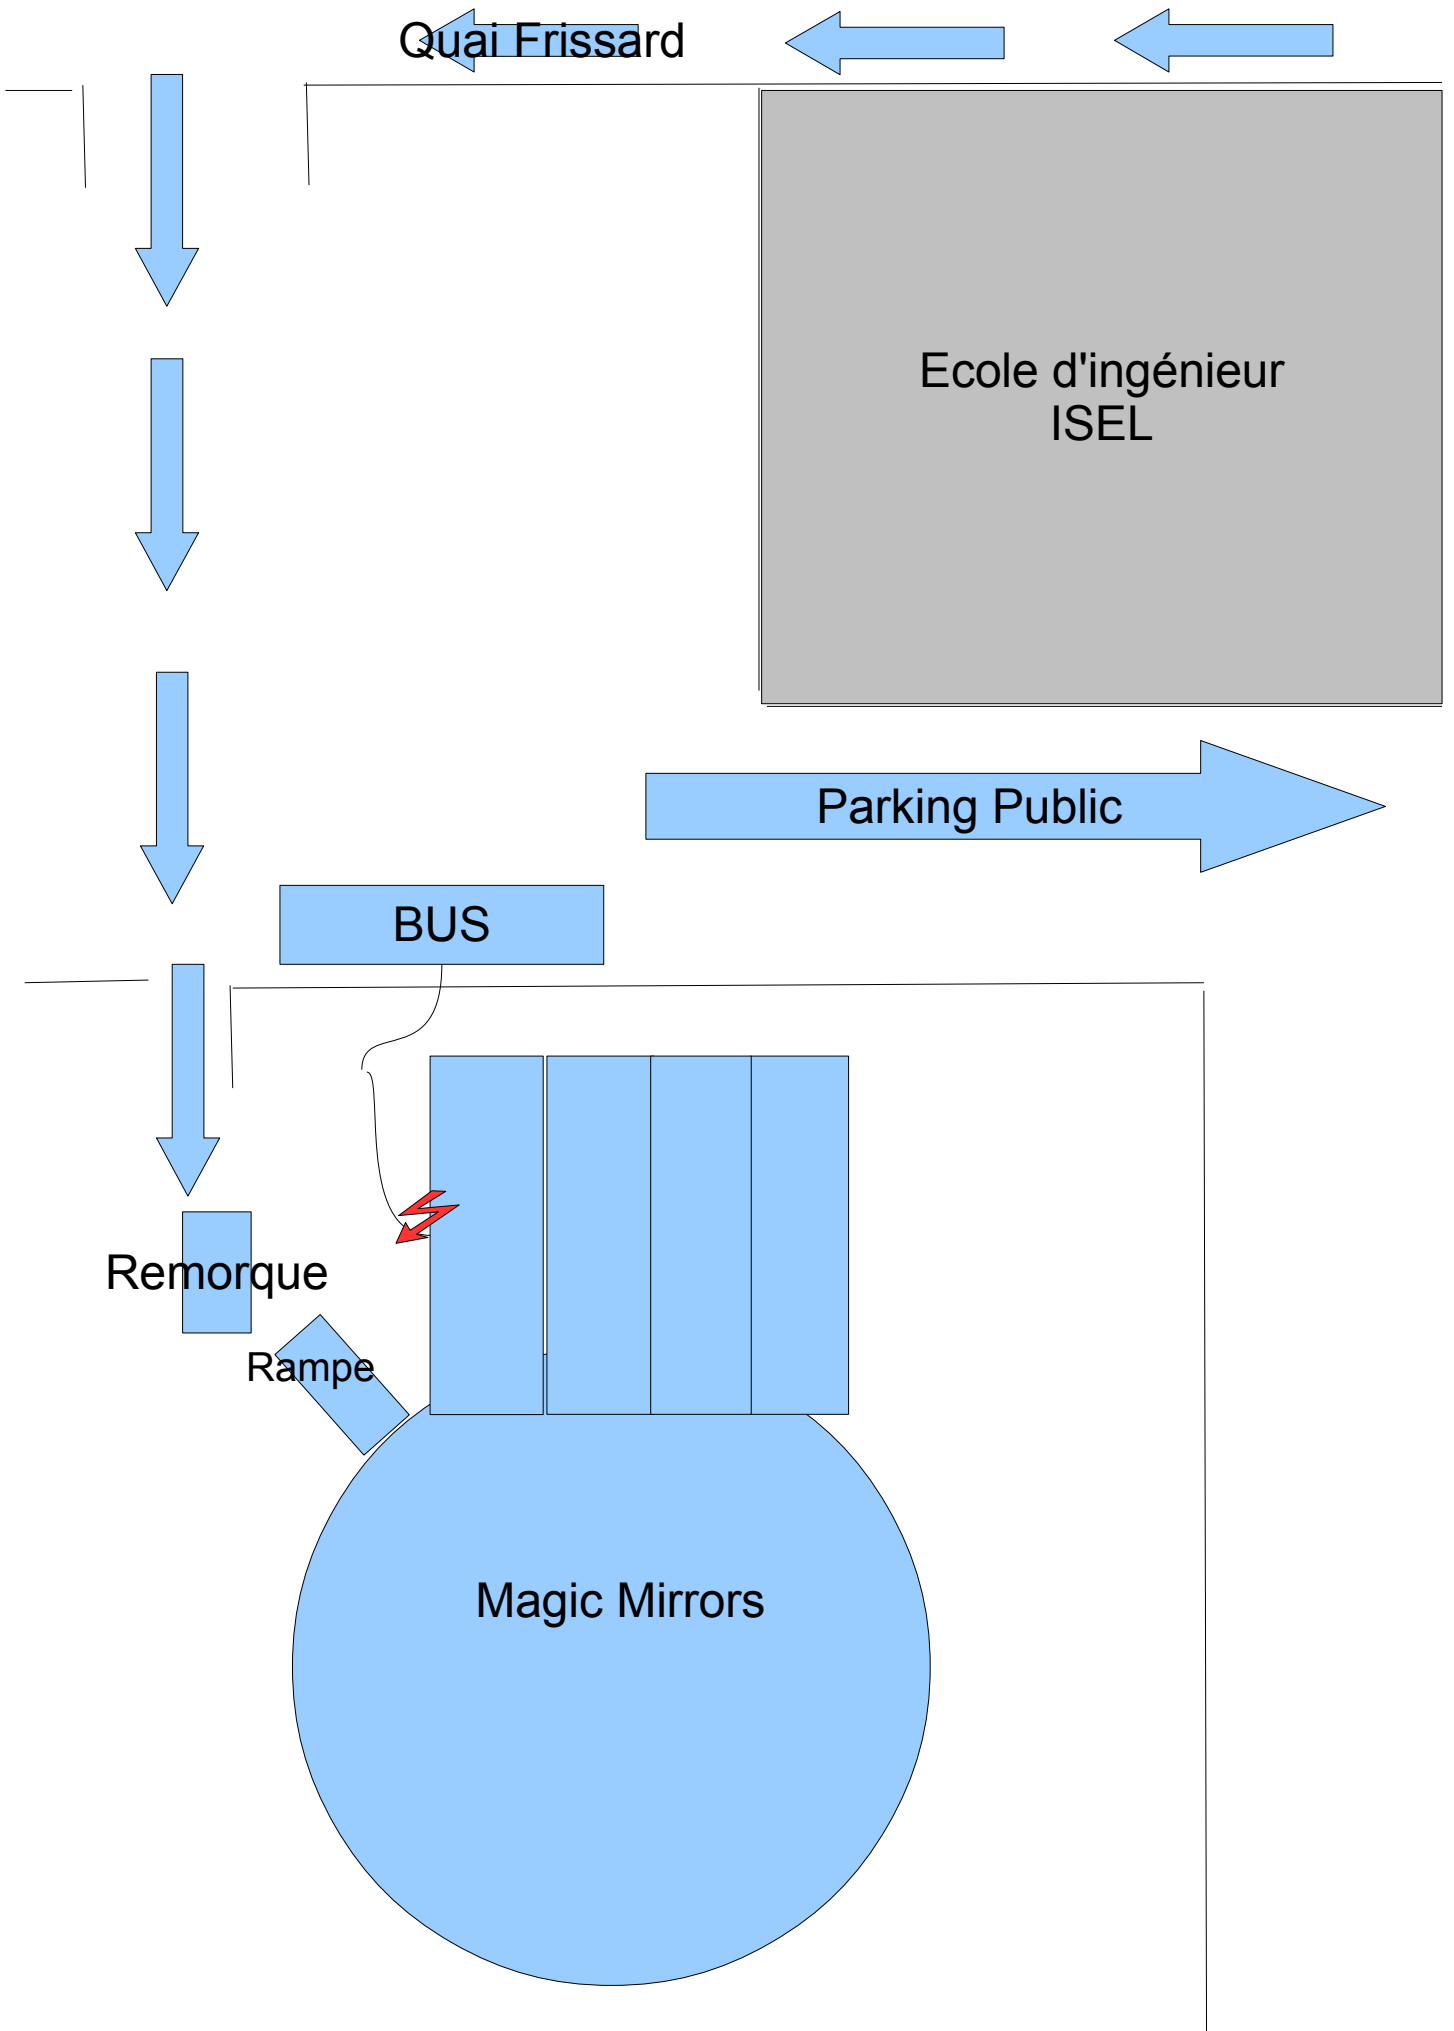 Quai Frissard
Ecole d'ingénieur
ISEL
Parking Public
BUS
Remorque
Rampe
Magic Mirrors